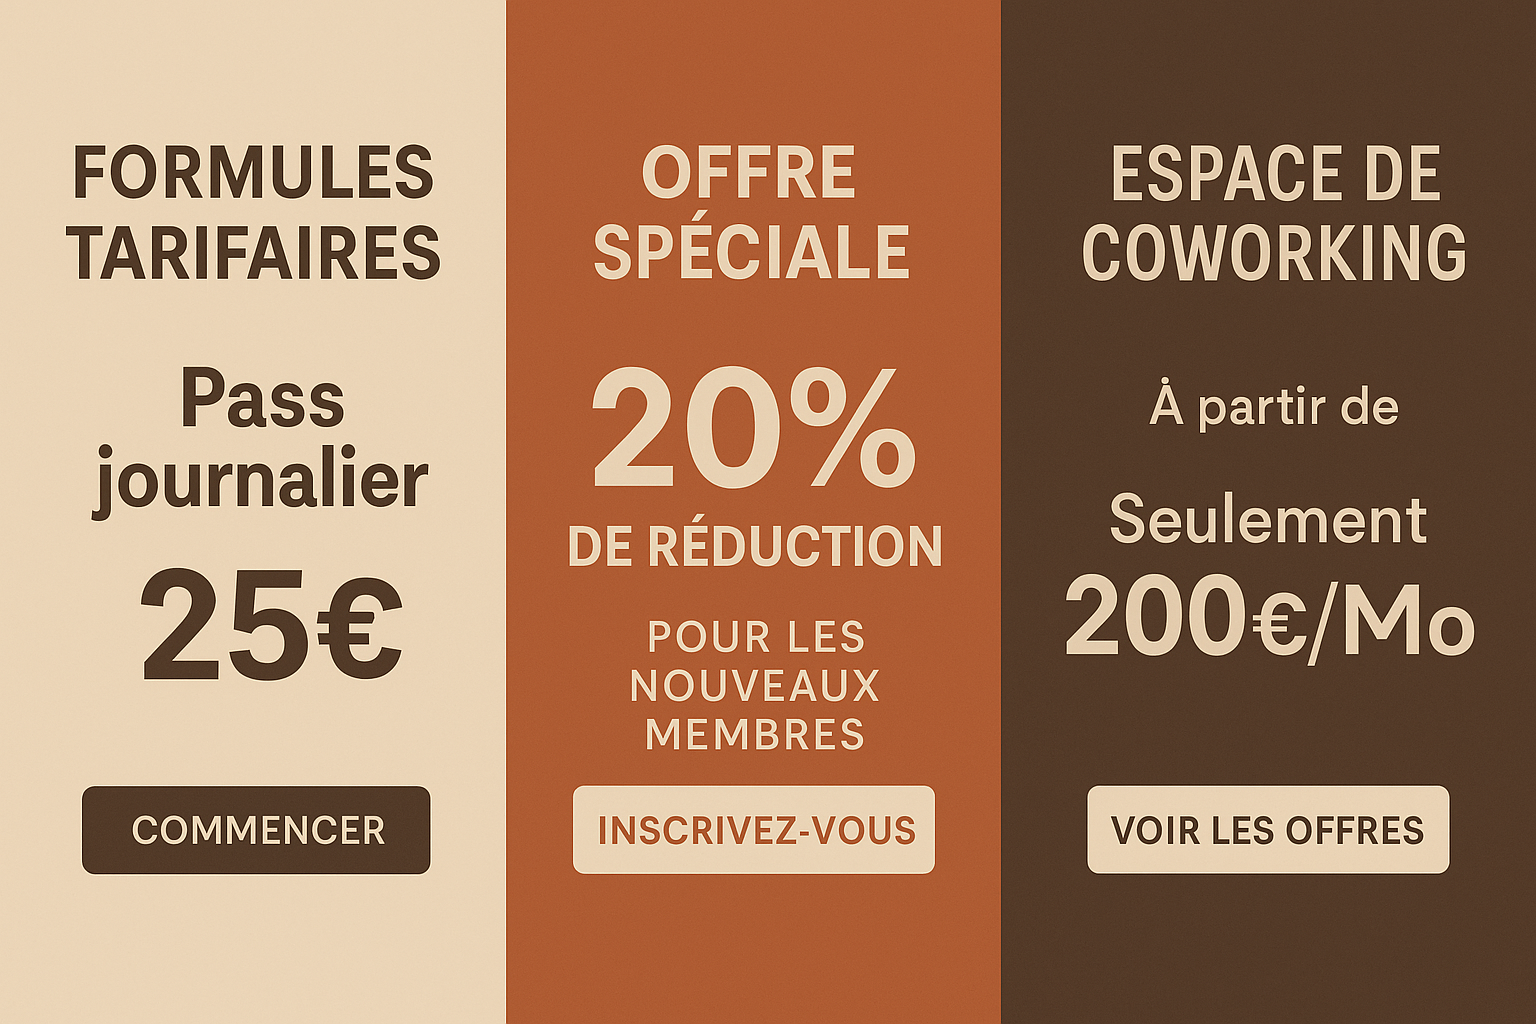 FORMULES
TARIFAIRES
Pass
journalier
25€
COMMENCER
OFFRE
SPÉCIALE
20%
DE RÉDUCTION
POUR LES
NOUVEAUX
MEMBRES
INSCRIVEZ-VOUS
ESPACE DE
COWORKING
Ȧ partir de
Seulement
200€/Mo
VOIR LES OFFRES